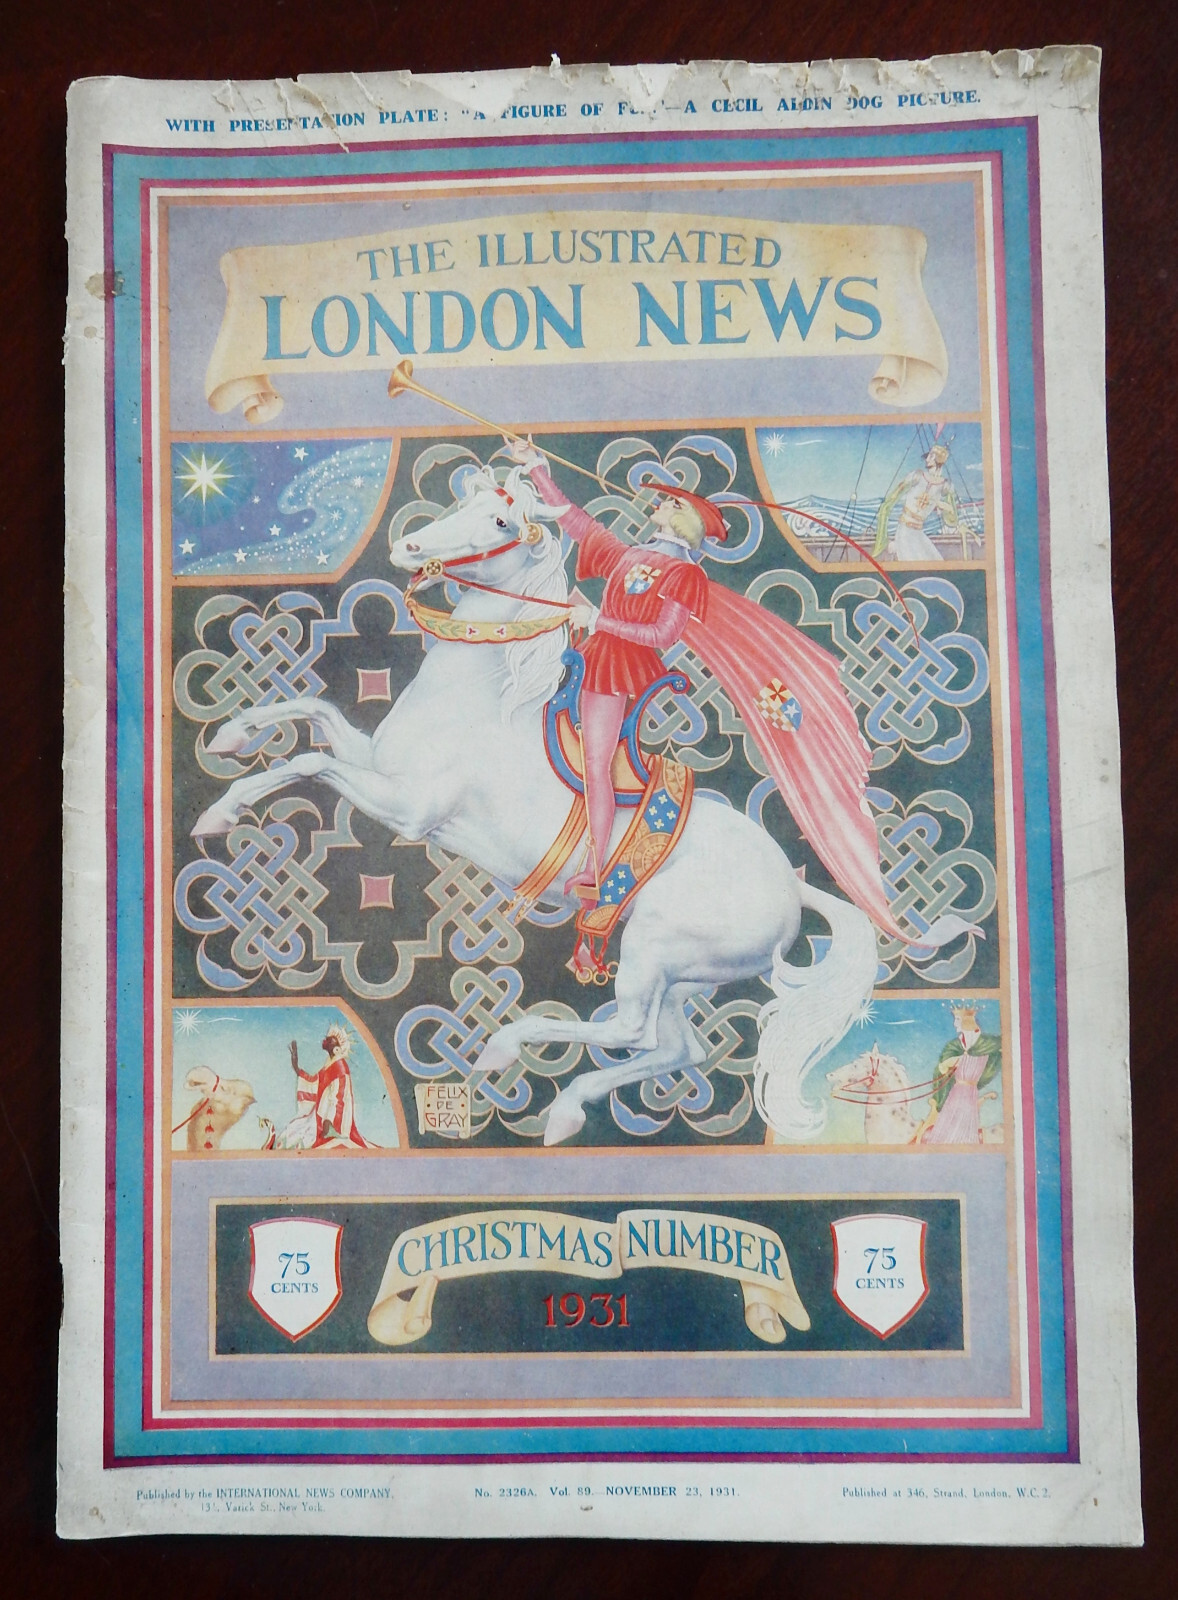 WITH PRESENTATION PLATE: "A FIGURE OF — A CECIL ALDIN DOG PICTURE.
THE ILLUSTRATED
LONDON NEWS
FELIX
· DE ·
GRAY
CHRISTMAS NUMBER
1931
75
CENTS
75
CENTS
Published by the INTERNATIONAL NEWS COMPANY,
Varick St., New York.
No. 2326A. Vol. 89.—NOVEMBER 23, 1931.
Published at 346, Strand, London, W.C. 2.